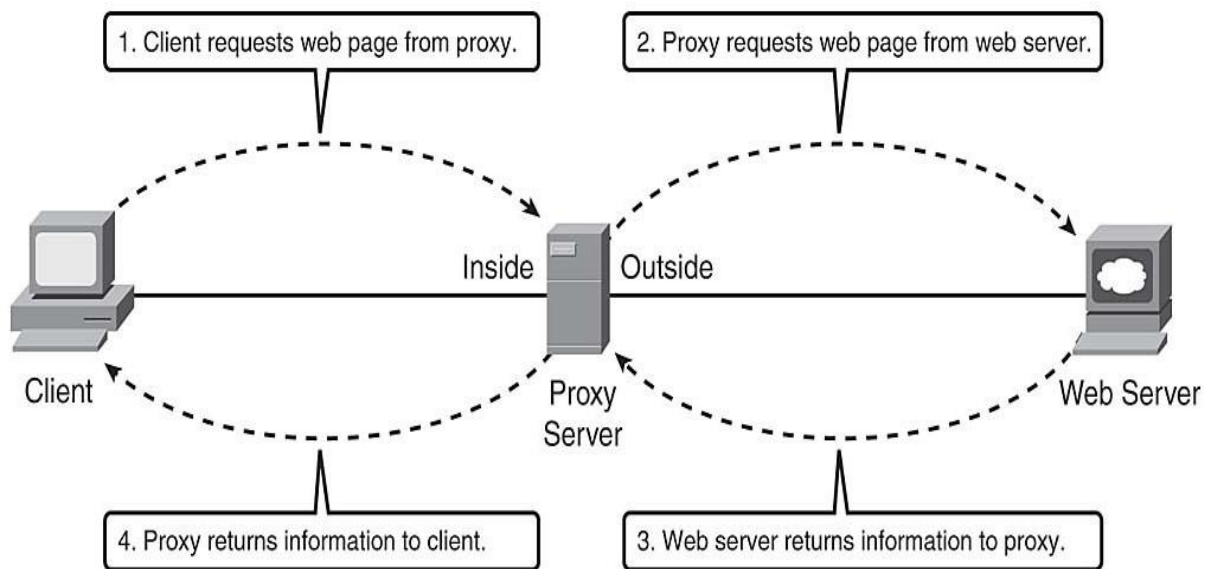 1. Client requests web page from proxy.
2. Proxy requests web page from web server.
Inside
Outside
Client
Proxy
Server
Web Server
4. Proxy returns information to client.
3. Web server returns information to proxy.